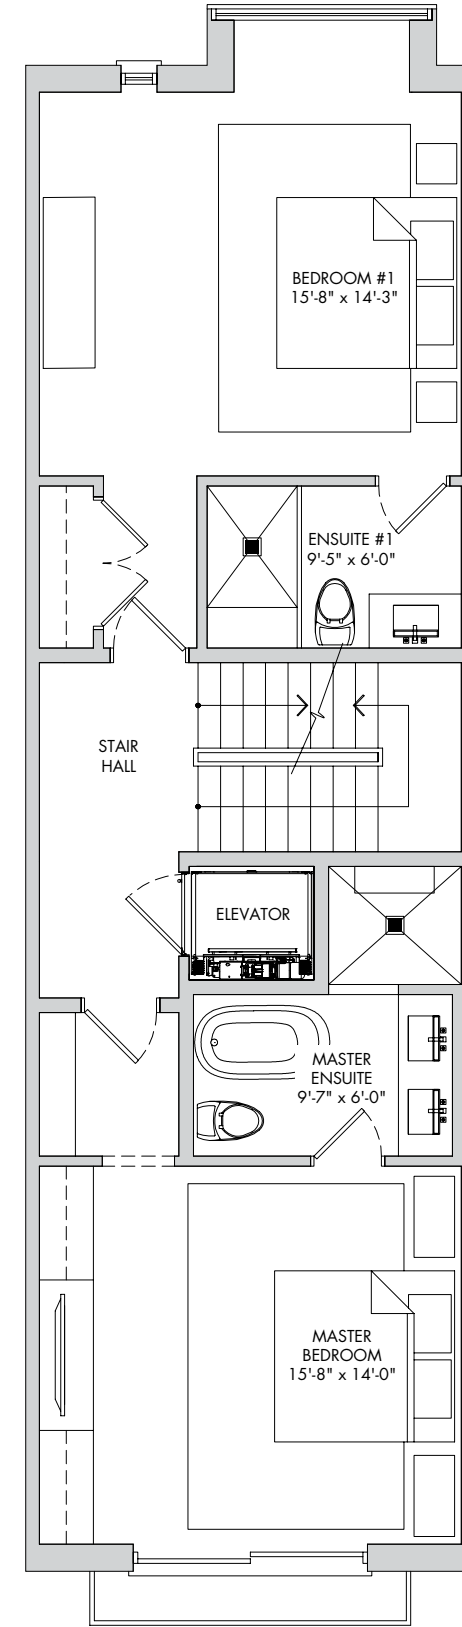 BEDROOM #1
15'-8" x 14'-3"
ENSUITE #1
9'-5" x 6'-0"
STAIR
HALL
ELEVATOR
MASTER
ENSUITE
9'-7" x 6'-0"
MASTER
BEDROOM
15'-8" x 14'-0"